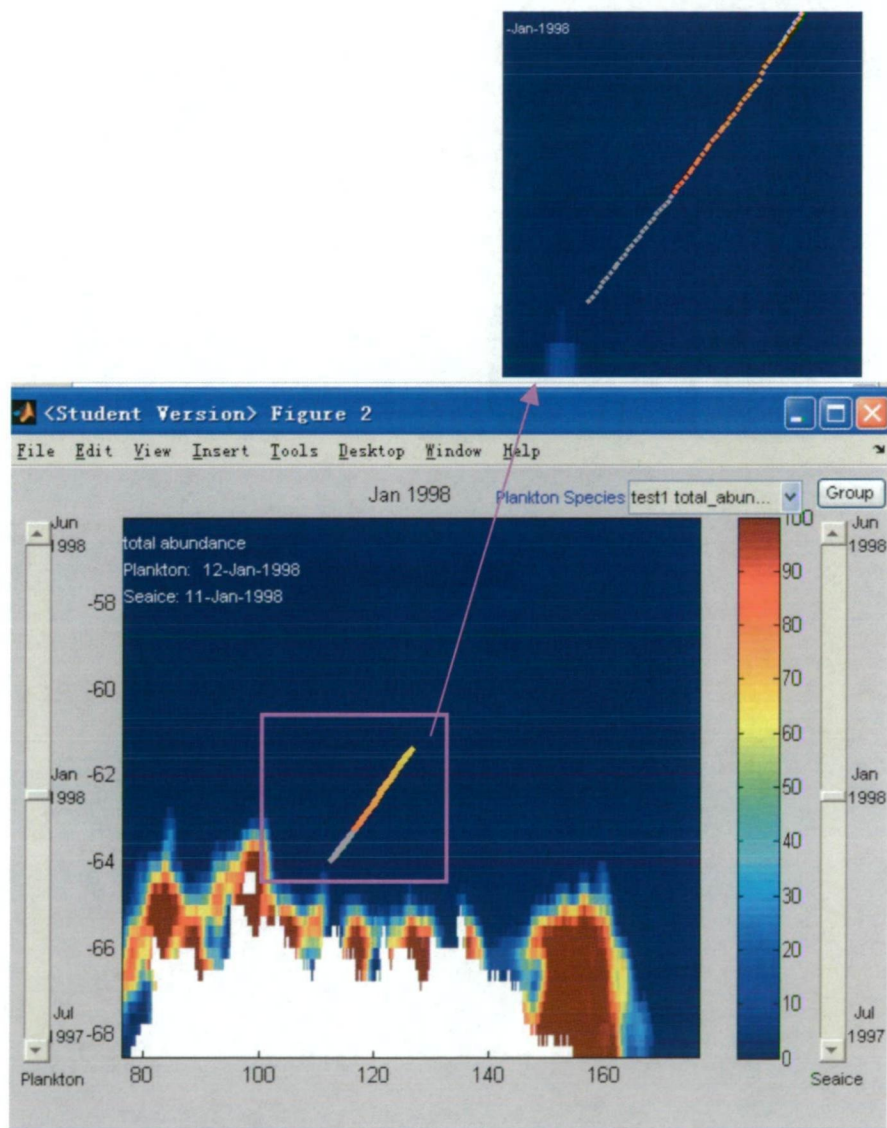 -Jan-1998
<Student Version> Figure 2
File Edit View Insert Tools Desktop Window Help
Jan 1998
Plankton Species
test1 total_abun...
Group
Jun
1998
Jan
1998
Jul
1997
Plankton
total abundance
Plankton: 12-Jan-1998
Seaice: 11-Jan-1998
-58
-60
-62
-64
-66
-68
80 100 120 140 160
100
90
80
70
60
50
40
30
20
10
0
Jun
1998
Jan
1998
Jul
1997
Seaice